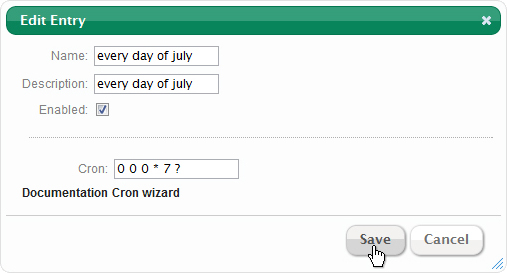 Edit Entry
Name: every day of july
Description: every day of july
Enabled:
Cron: 0 0 0 * 7 ?
Documentation Cron wizard
Save Cancel